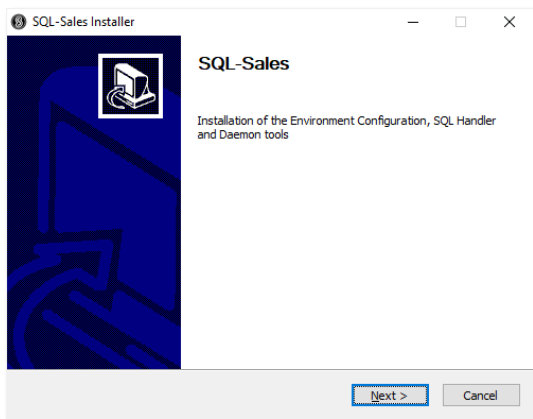 SQL-Sales Installer
SQL-Sales
Installation of the Environment Configuration, SQL Handler
and Daemon tools
Next >
Cancel